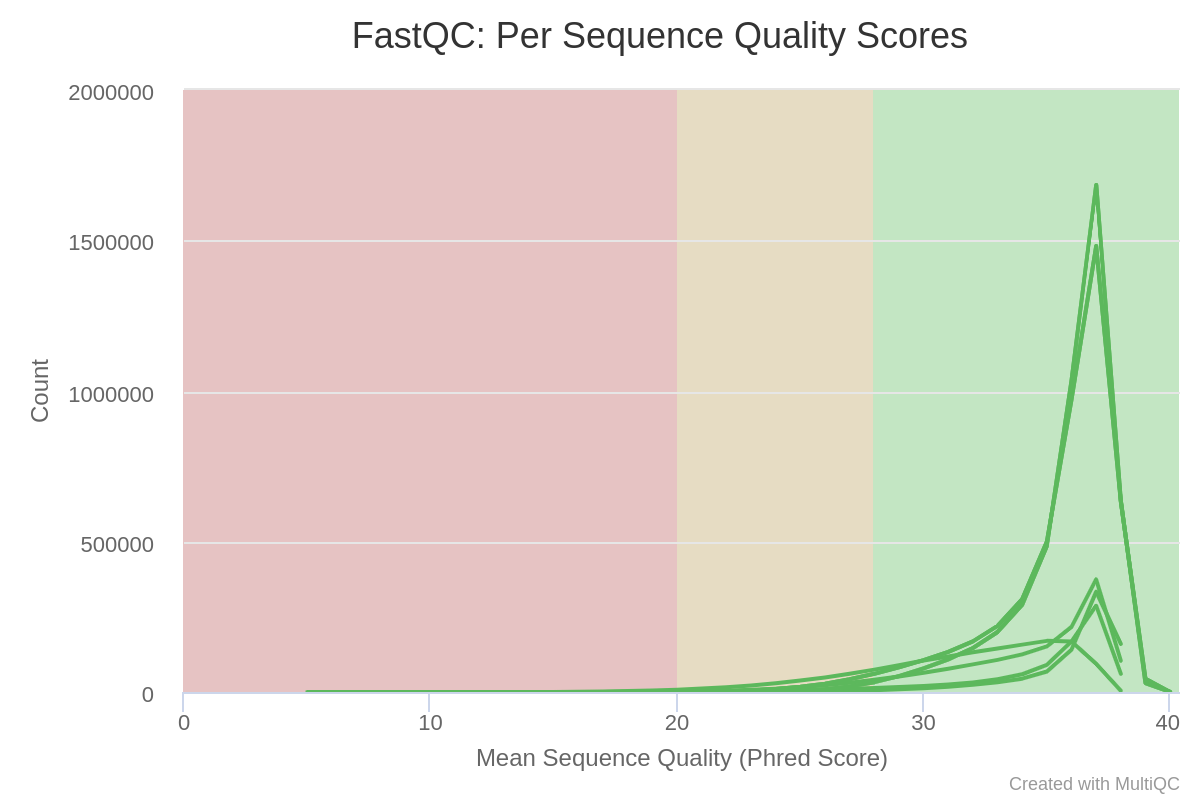 FastQC: Per Sequence Quality Scores
2000000
1500000
1000000
500000
0
Count
0 10 20 30 40
Mean Sequence Quality (Phred Score)
Created with MultiQC